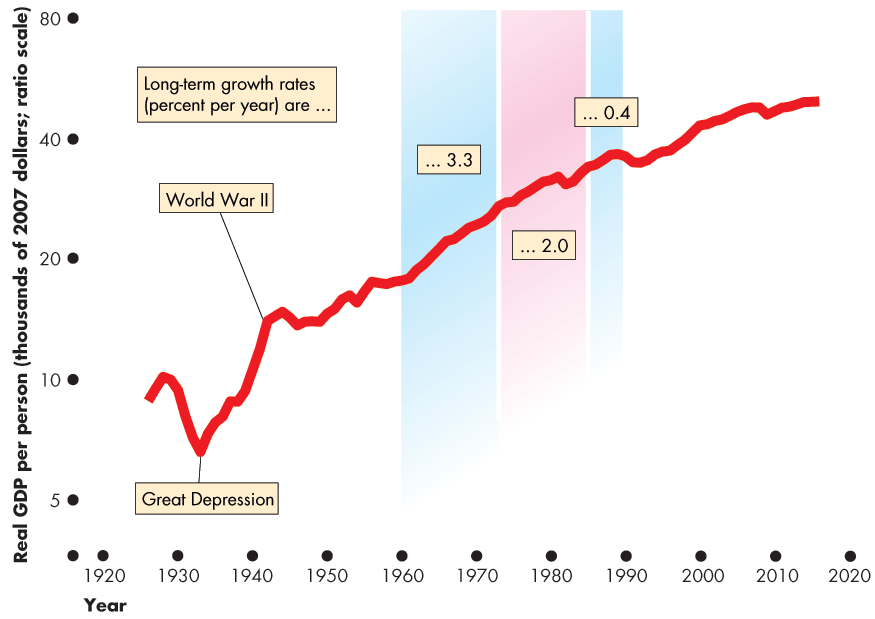 Real GDP per person (thousands of 2007 dollars; ratio scale)
80
40
20
10
5
Long-term growth rates
(percent per year) are ...
... 0.4
... 3.3
World War II
... 2.0
Great Depression
1920 1930 1940 1950 1960 1970 1980 1990 2000 2010 2020
Year